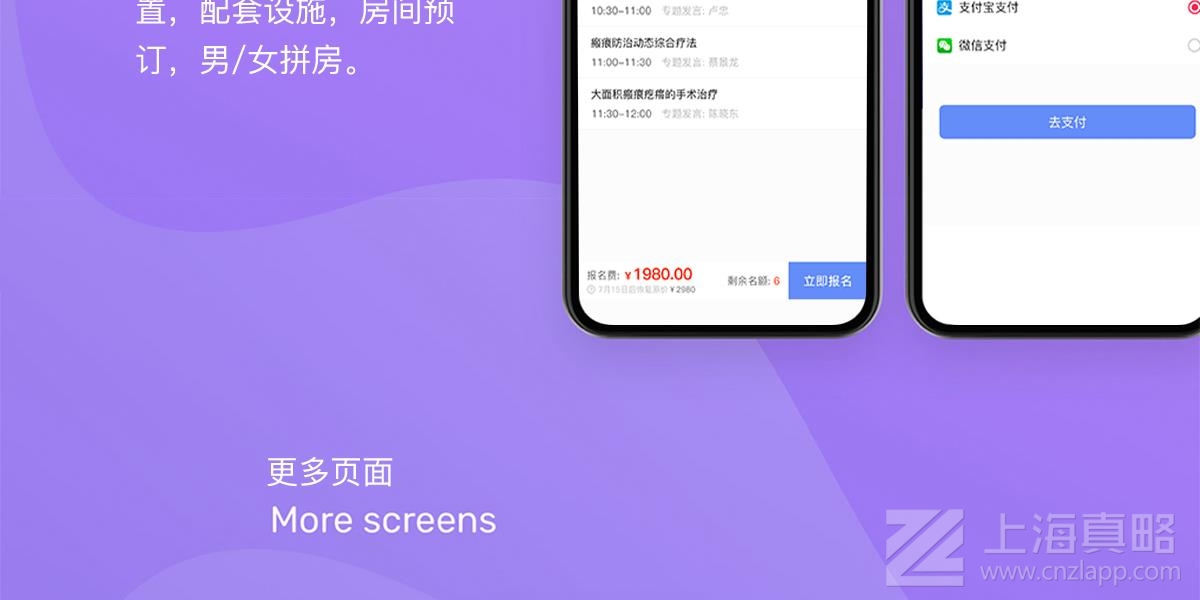 置，配套设施，房间预
订，男/女拼房。
10:30-11:00 专题发言: 卢忠
瘢痕防治动态综合疗法
11:00-11:30 专题发言: 蔡景龙
大面积瘢痕疙瘩的手术治疗
11:30-12:00 专题发言: 陈晓东
报名费: ¥1980.00
7月15日后恢复原价¥2980
剩余名额: 6
立即报名
支付宝支付
微信支付
去支付
更多页面
More screens
上海真略
www.cnzlapp.com